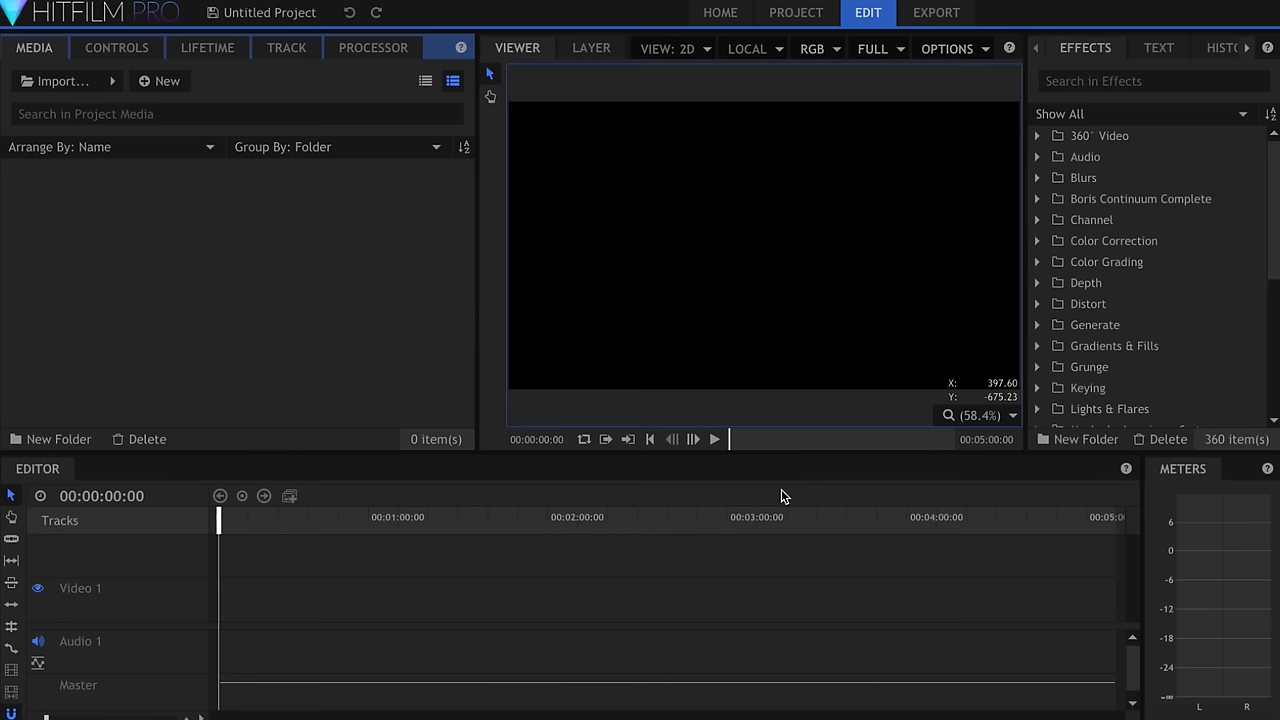 HITFILM PRO Untitled Project HOME PROJECT EDIT EXPORT
MEDIA CONTROLS LIFETIME TRACK PROCESSOR
Import... New
Search in Project Media
Arrange By: Name Group By: Folder
New Folder Delete 0 item(s)
VIEWER LAYER VIEW: 2D LOCAL RGB FULL OPTIONS
X: 397.60
Y: -675.23
(58.4%)
00:00:00:00 00:05:00:00
EFFECTS TEXT HISTO
Search in Effects
Show All
360° Video
Audio
Blurs
Boris Continuum Complete
Channel
Color Correction
Color Grading
Depth
Distort
Generate
Gradients & Fills
Grunge
Keying
Lights & Flares
New Folder Delete 360 item(s)
EDITOR
00:00:00:00
Tracks 00:01:00:00 00:02:00:00 00:03:00:00 00:04:00:00 00:05:0
Video 1
Audio 1
Master
METERS
6
0
-6
-12
-18
-24
-∞
L R